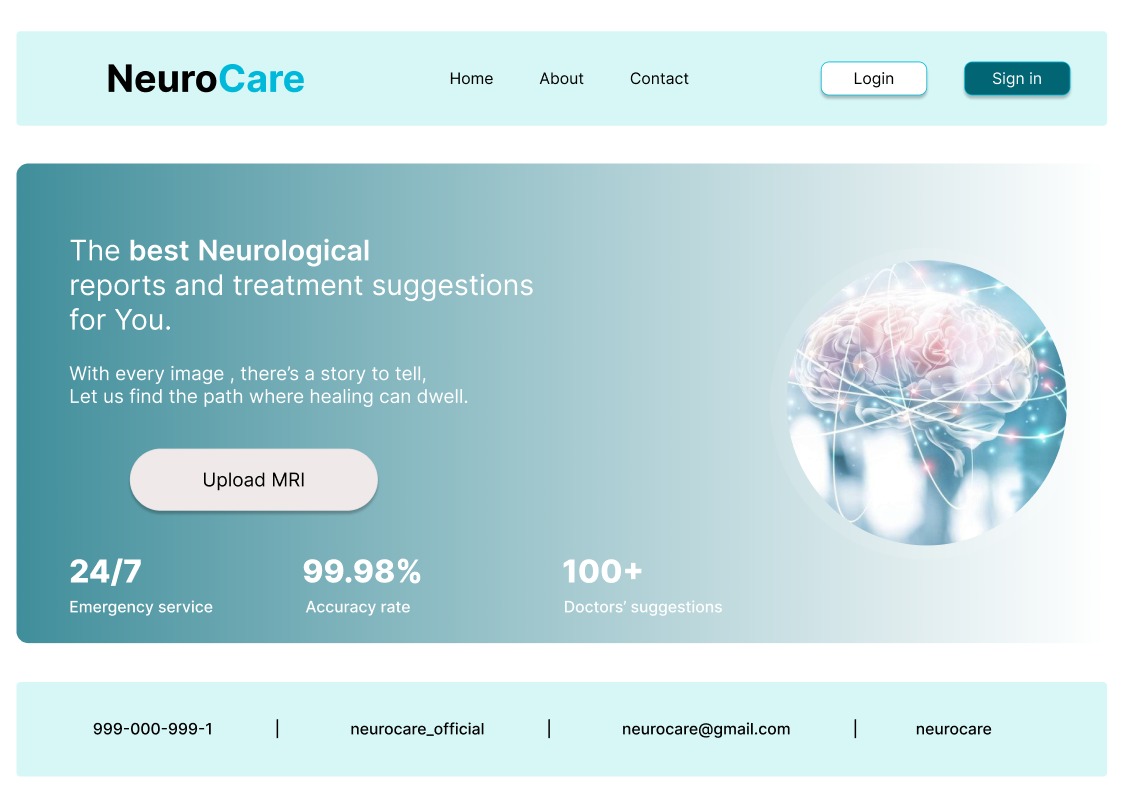 NeuroCare
Home About Contact
Login Sign in
The best Neurological
reports and treatment suggestions
for You.
With every image , there's a story to tell,
Let us find the path where healing can dwell.
Upload MRI
24/7 99.98% 100+
Emergency service Accuracy rate Doctors' suggestions
999-000-999-1 | neurocare_official | neurocare@gmail.com | neurocare